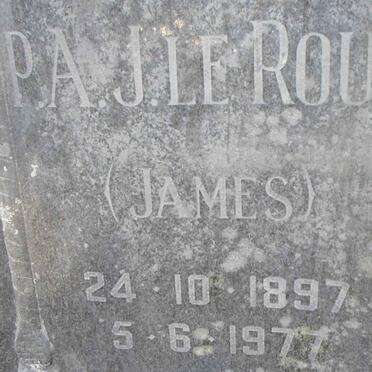 P.A.J. LE ROU
(JAMES)
24 · 10 · 1897
5 · 6 · 1977